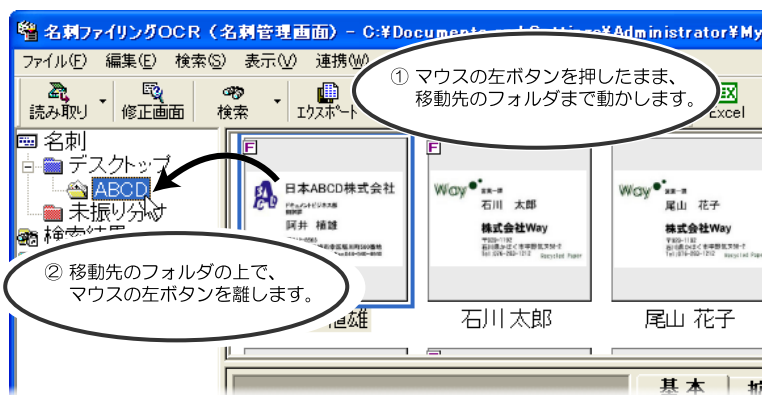 名刺ファイリングOCR (名刺管理画面) - C:¥Documents and Settings¥Administrator¥My
ファイル(F) 編集(E) 検索(S) 表示(V) 連携(W)
① マウスの左ボタンを押したまま、
移動先のフォルダまで動かします。
読み取り 修正画面 検索 エクスポート Excel
名刺
デスクトップ
ABCD
未振り分け
検索結果
② 移動先のフォルダの上で、
マウスの左ボタンを離します。
日本ABCD株式会社
阿井 植雄
植雄
Way
石川 太郎
株式会社Way
Recycled Paper
石川 太郎
Way
尾山 花子
株式会社Way
尾山 花子
基本